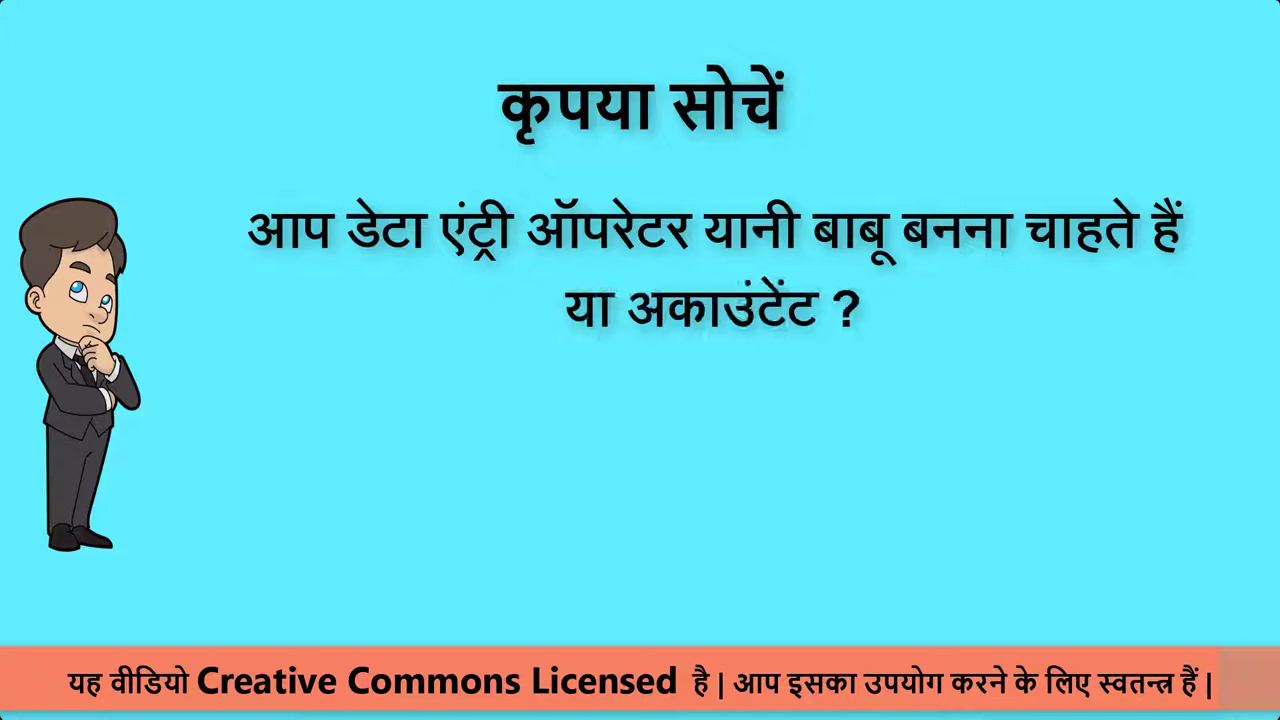 कृपया सोचें
आप डेटा एंट्री ऑपरेटर यानी बाबू बनना चाहते हैं
या अकाउंटेंट ?
यह वीडियो Creative Commons Licensed है | आप इसका उपयोग करने के लिए स्वतन्त्र हैं |